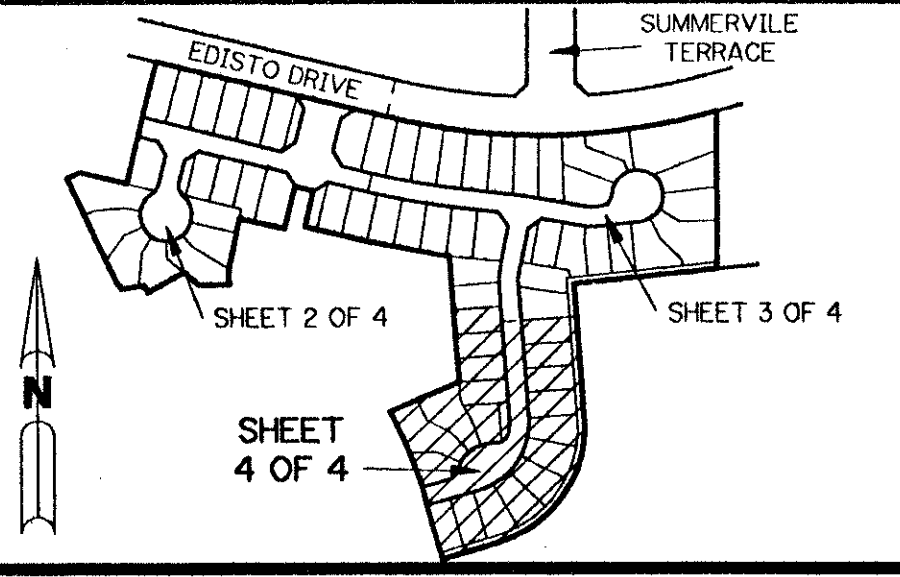 SUMMERVILE
TERRACE
EDISTO DRIVE
SHEET 2 OF 4
SHEET 3 OF 4
N
SHEET
4 OF 4